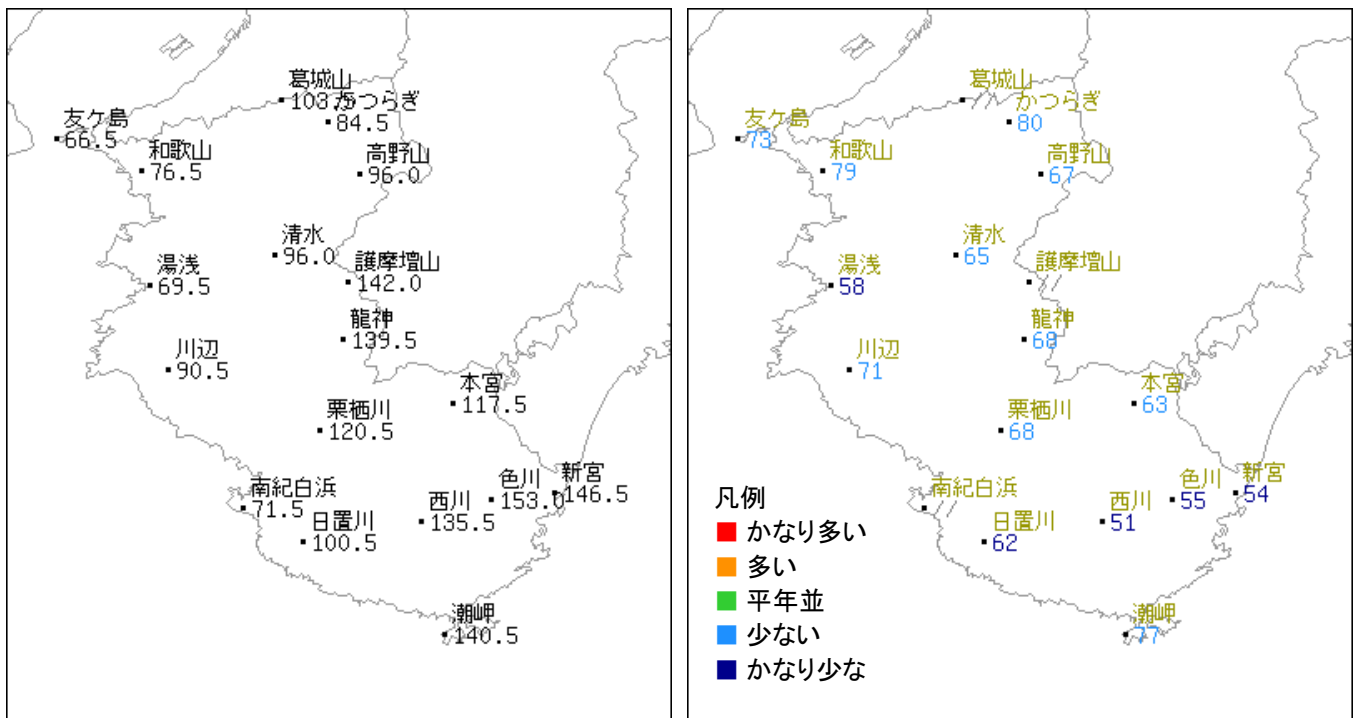 葛城山
103.5
かつらぎ
84.5
友ケ島
66.5
和歌山
76.5
高野山
96.0
清水
96.0
湯浅
69.5
護摩壇山
142.0
龍神
139.5
川辺
90.5
本宮
117.5
栗栖川
120.5
南紀白浜
71.5
日置川
100.5
西川
135.5
色川
153.0
新宮
146.5
潮岬
140.5
葛城山
///
かつらぎ
80
友ケ島
73
和歌山
79
高野山
67
清水
65
湯浅
58
護摩壇山
///
龍神
68
川辺
71
本宮
63
栗栖川
68
南紀白浜
///
日置川
62
西川
51
色川
55
新宮
54
潮岬
77
凡例
かなり多い
多い
平年並
少ない
かなり少な